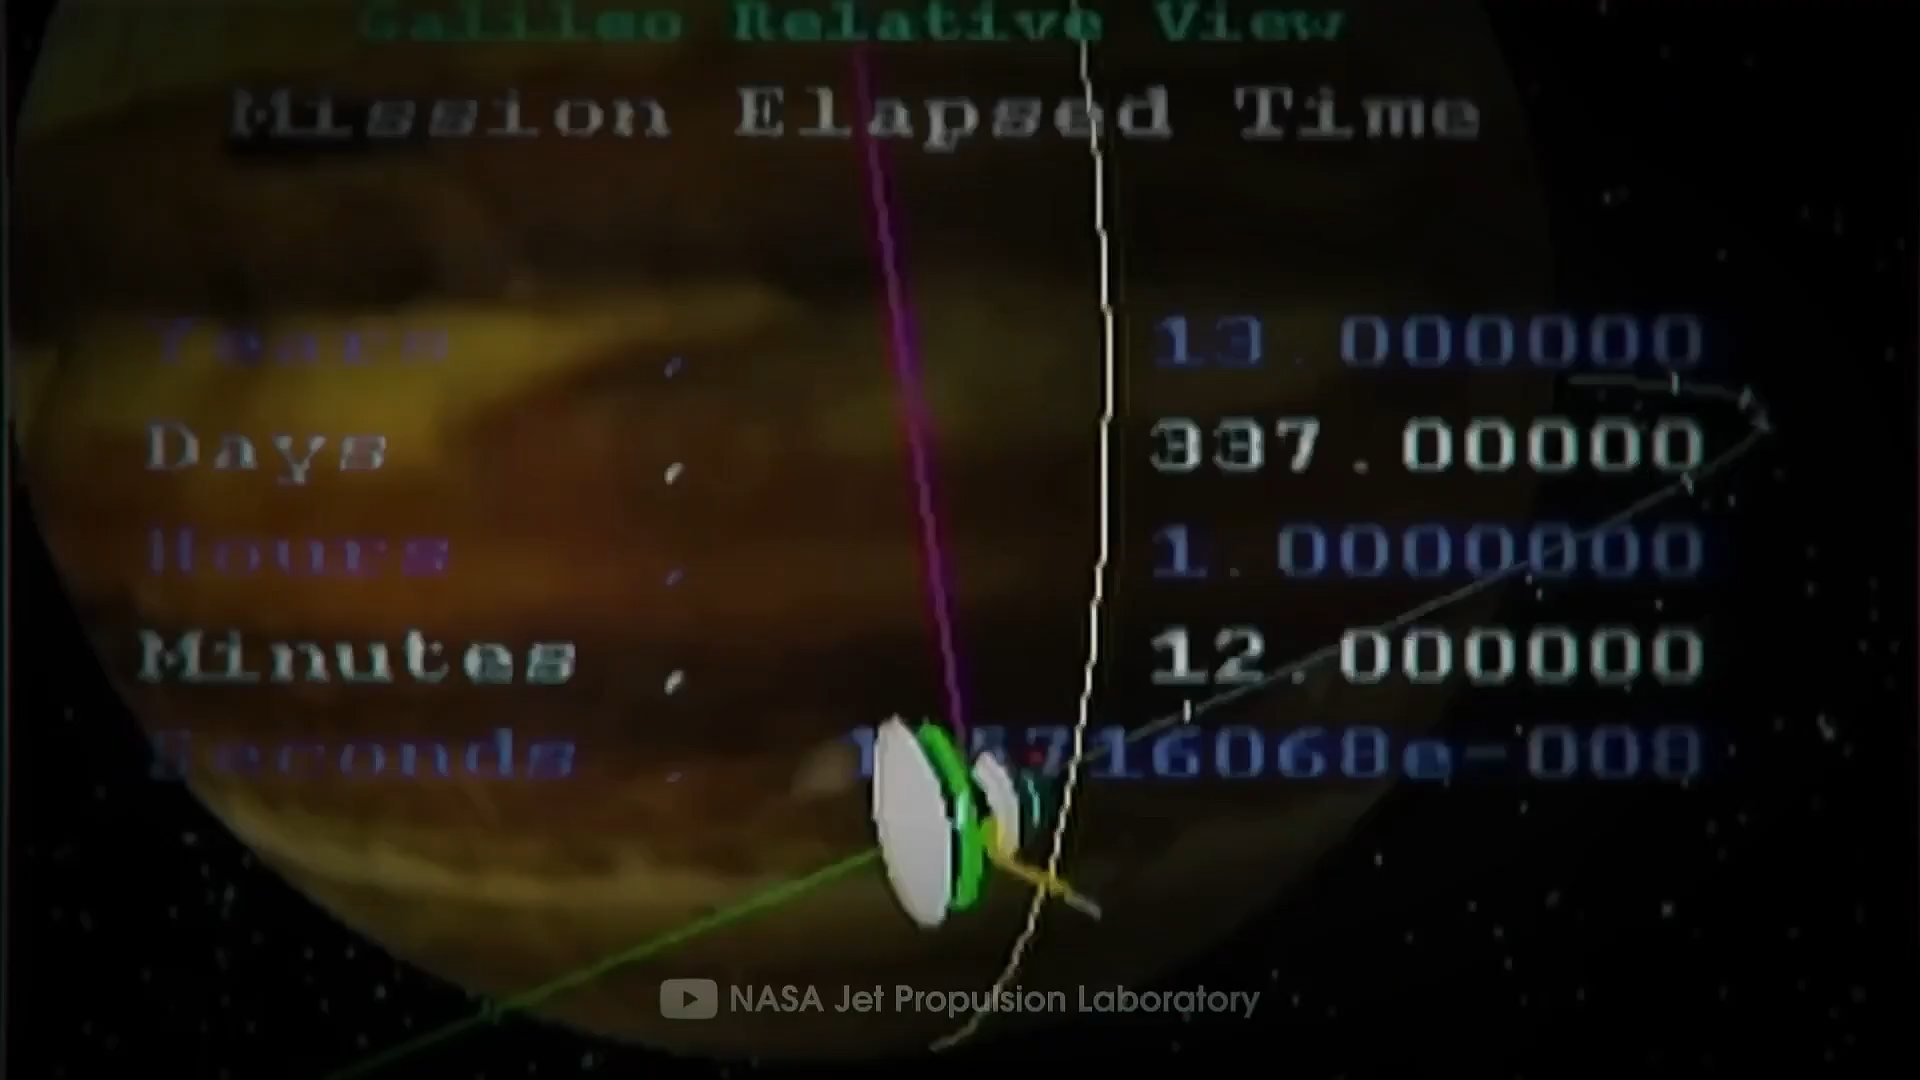 Galileo Relative View
Mission Elapsed Time
Years , 13.000000
Days , 337.00000
Hours , 1.0000000
Minutes , 12.000000
Seconds ,
NASA Jet Propulsion Laboratory